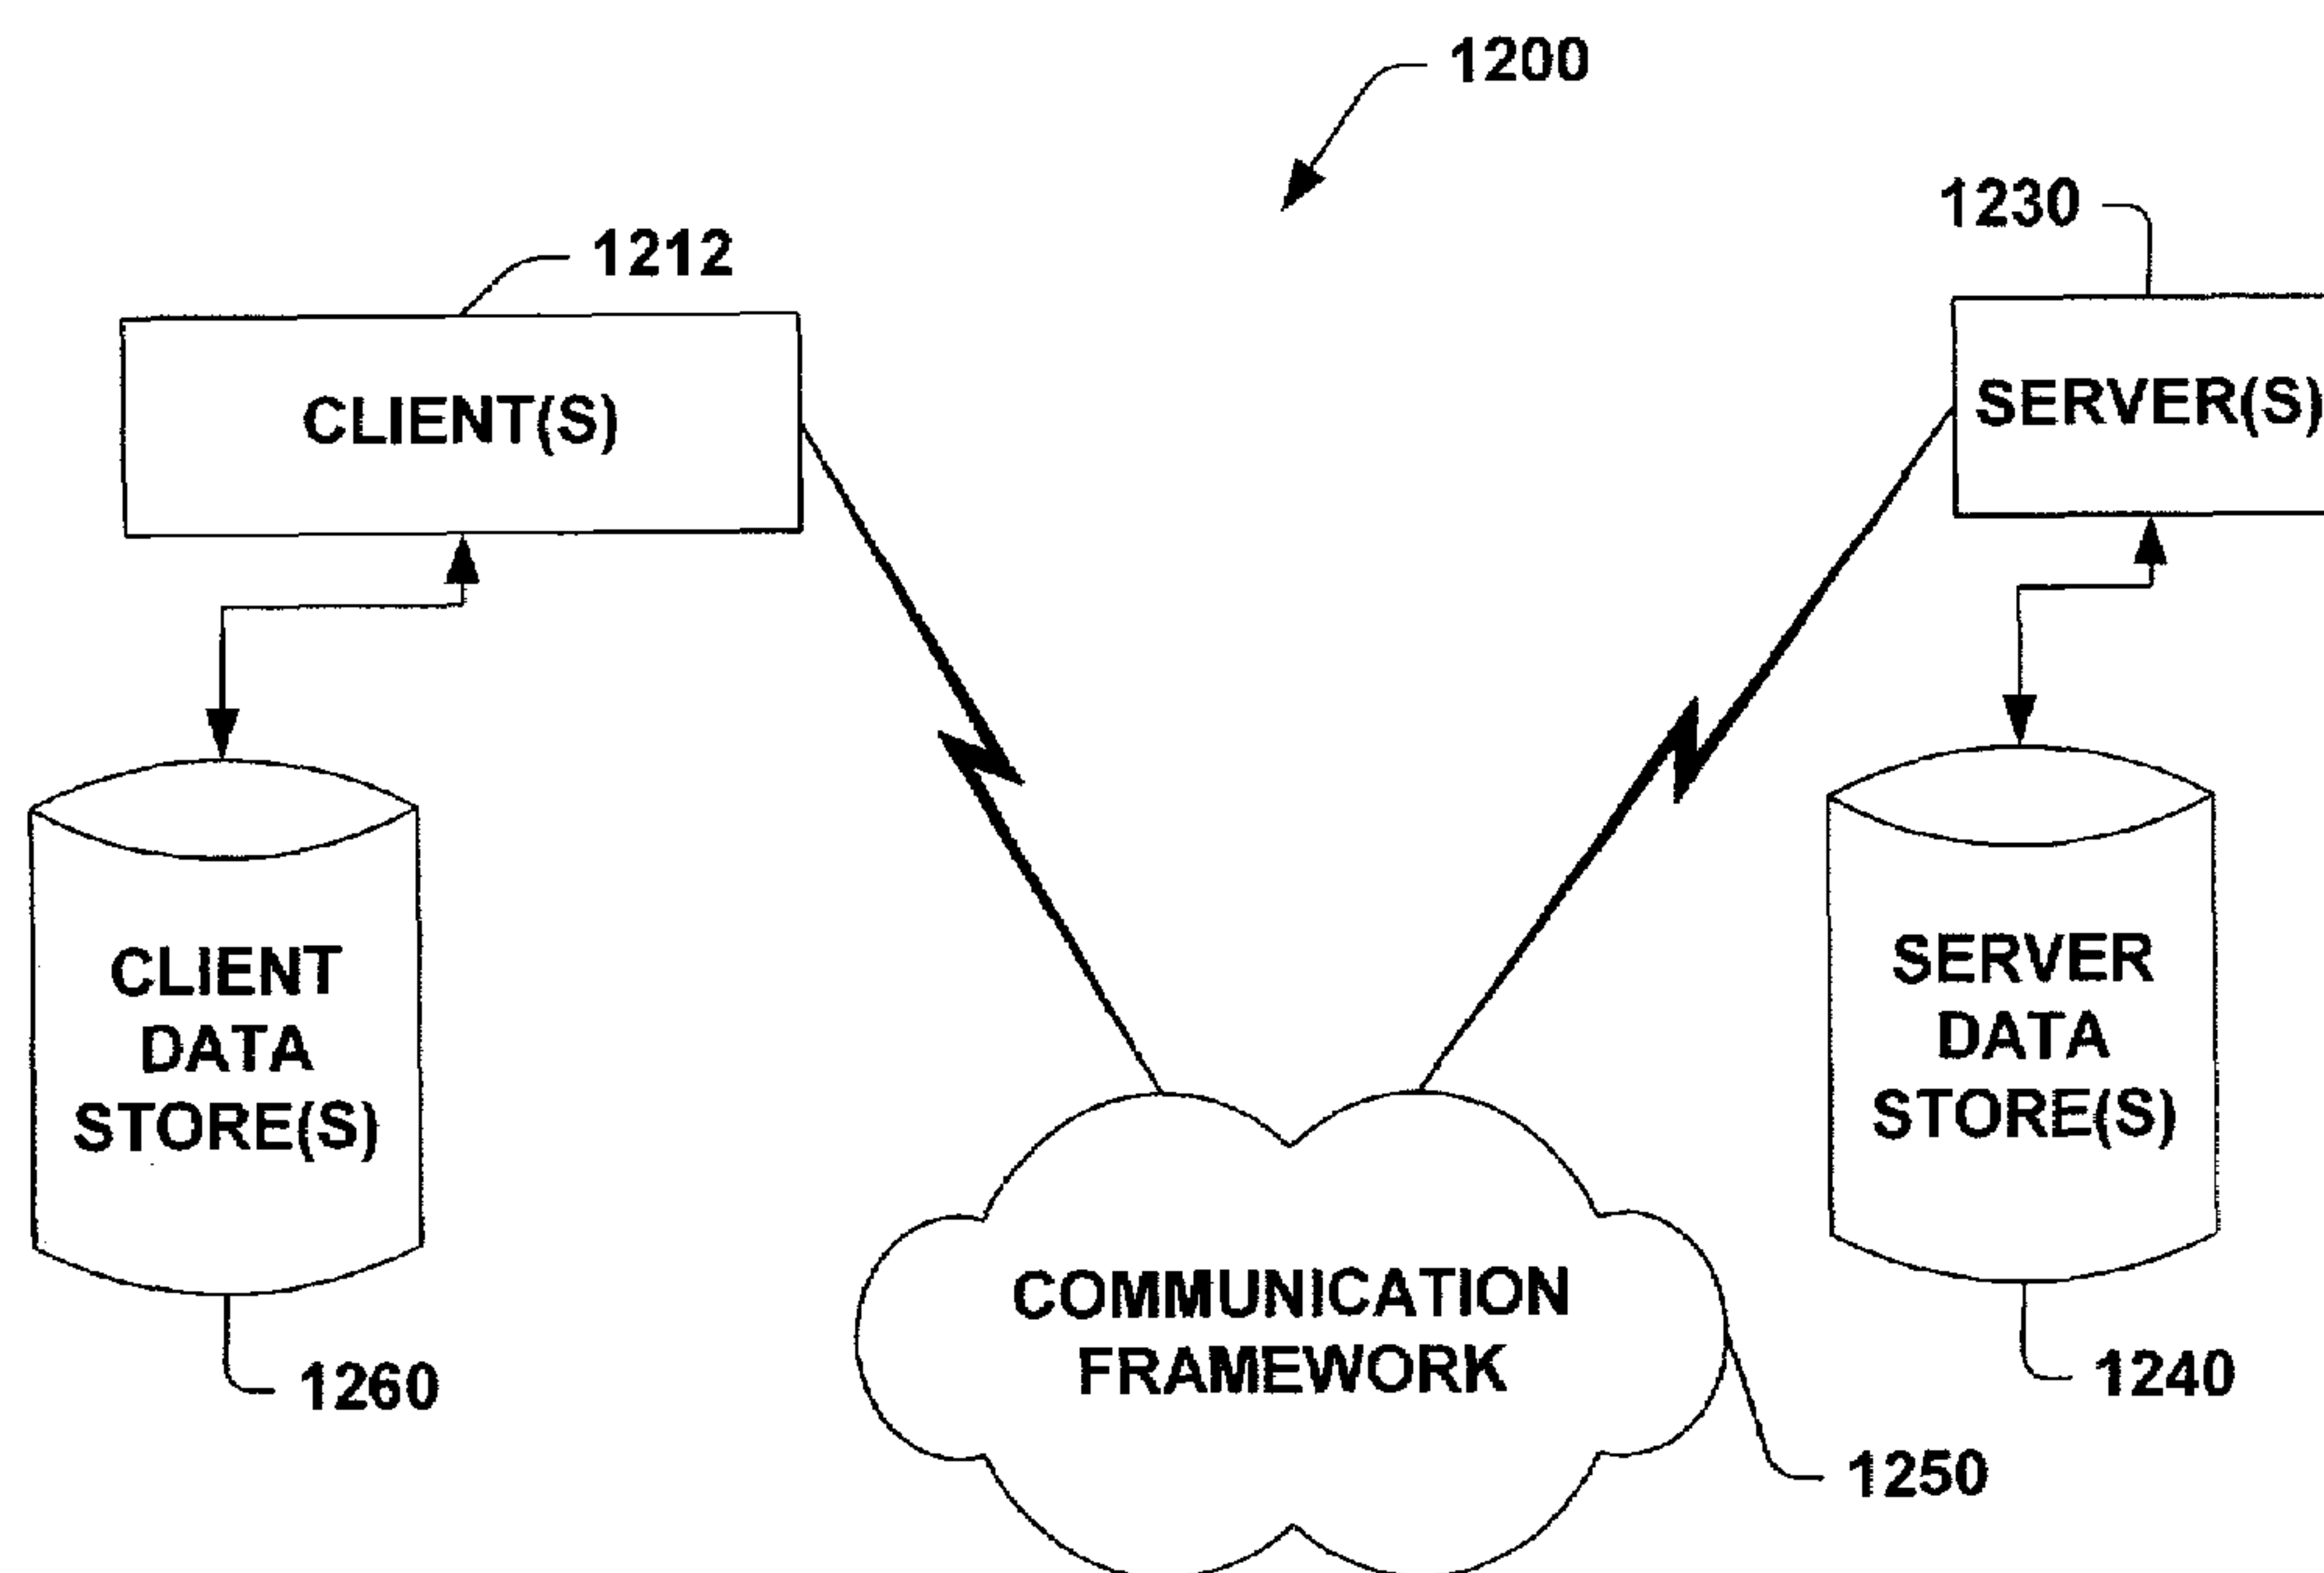 1200
1230
1212
CLIENT(S)
SERVER(S)
CLIENT
DATA
STORE(S)
SERVER
DATA
STORE(S)
COMMUNICATION
FRAMEWORK
1260
1240
1250